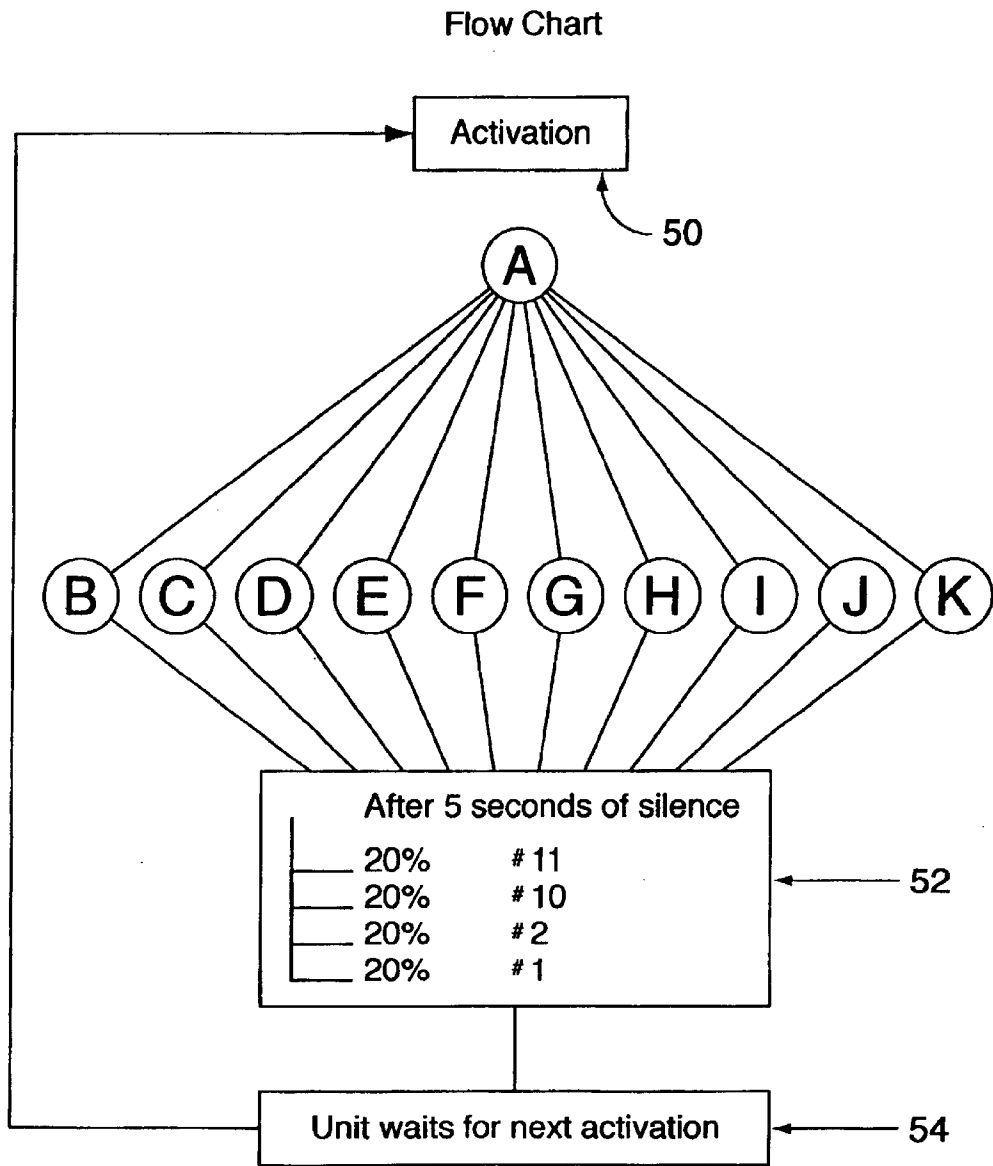 Flow Chart
Activation
50
A
B C D E F G H I J K
After 5 seconds of silence
20% #11
20% #10
20% #2
20% #1
52
Unit waits for next activation
54